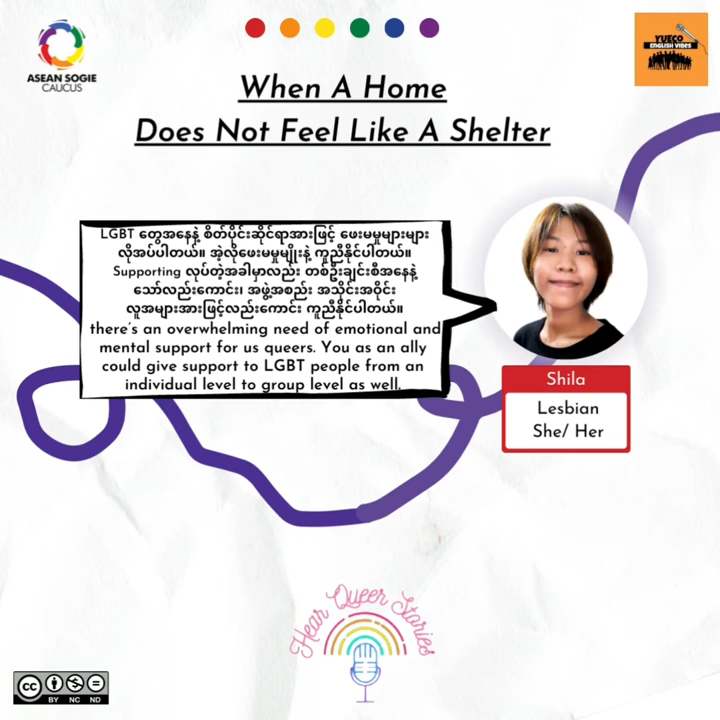 ASEAN SOGIE
CAUCUS
YUECO
ENGLISH VIBES
When A Home
Does Not Feel Like A Shelter
LGBT တွေအနေနဲ့ စိတ်ပိုင်းဆိုင်ရာအားဖြင့် ဖေးမမှုများများ
လိုအပ်ပါတယ်။ အဲ့လိုဖေးမမှုမျိုးနဲ့ ကူညီနိုင်ပါတယ်။
Supporting လုပ်တဲ့အခါမှာလည်း တစ်ဦးချင်းစီအနေနဲ့
သော်လည်းကောင်း၊ အဖွဲ့အစည်း အသိုင်းအဝိုင်း
လူအများအားဖြင့်လည်းကောင်း ကူညီနိုင်ပါတယ်။
there's an overwhelming need of emotional and
mental support for us queers. You as an ally
could give support to LGBT people from an
individual level to group level as well.
Shila
Lesbian
She/ Her
Hear Queer Stories
cc
BY NC ND